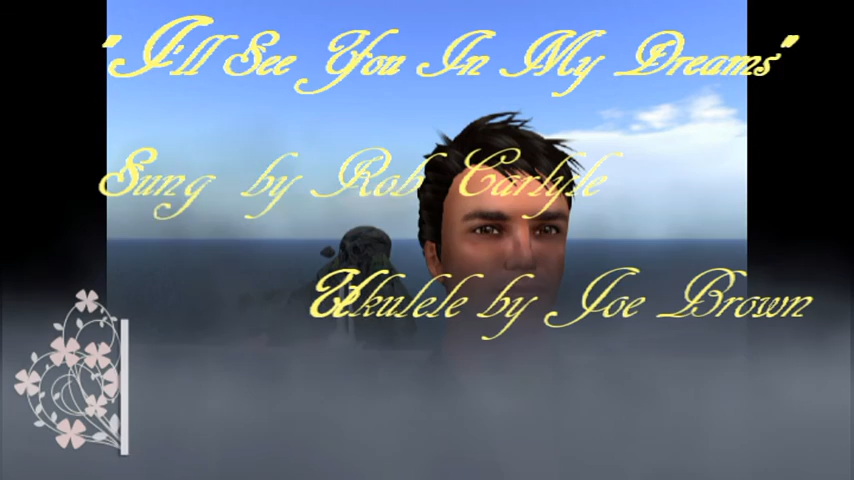 "I'll See You In My Dreams"
Sung by Rob Carlyle
Ukulele by Joe Brown